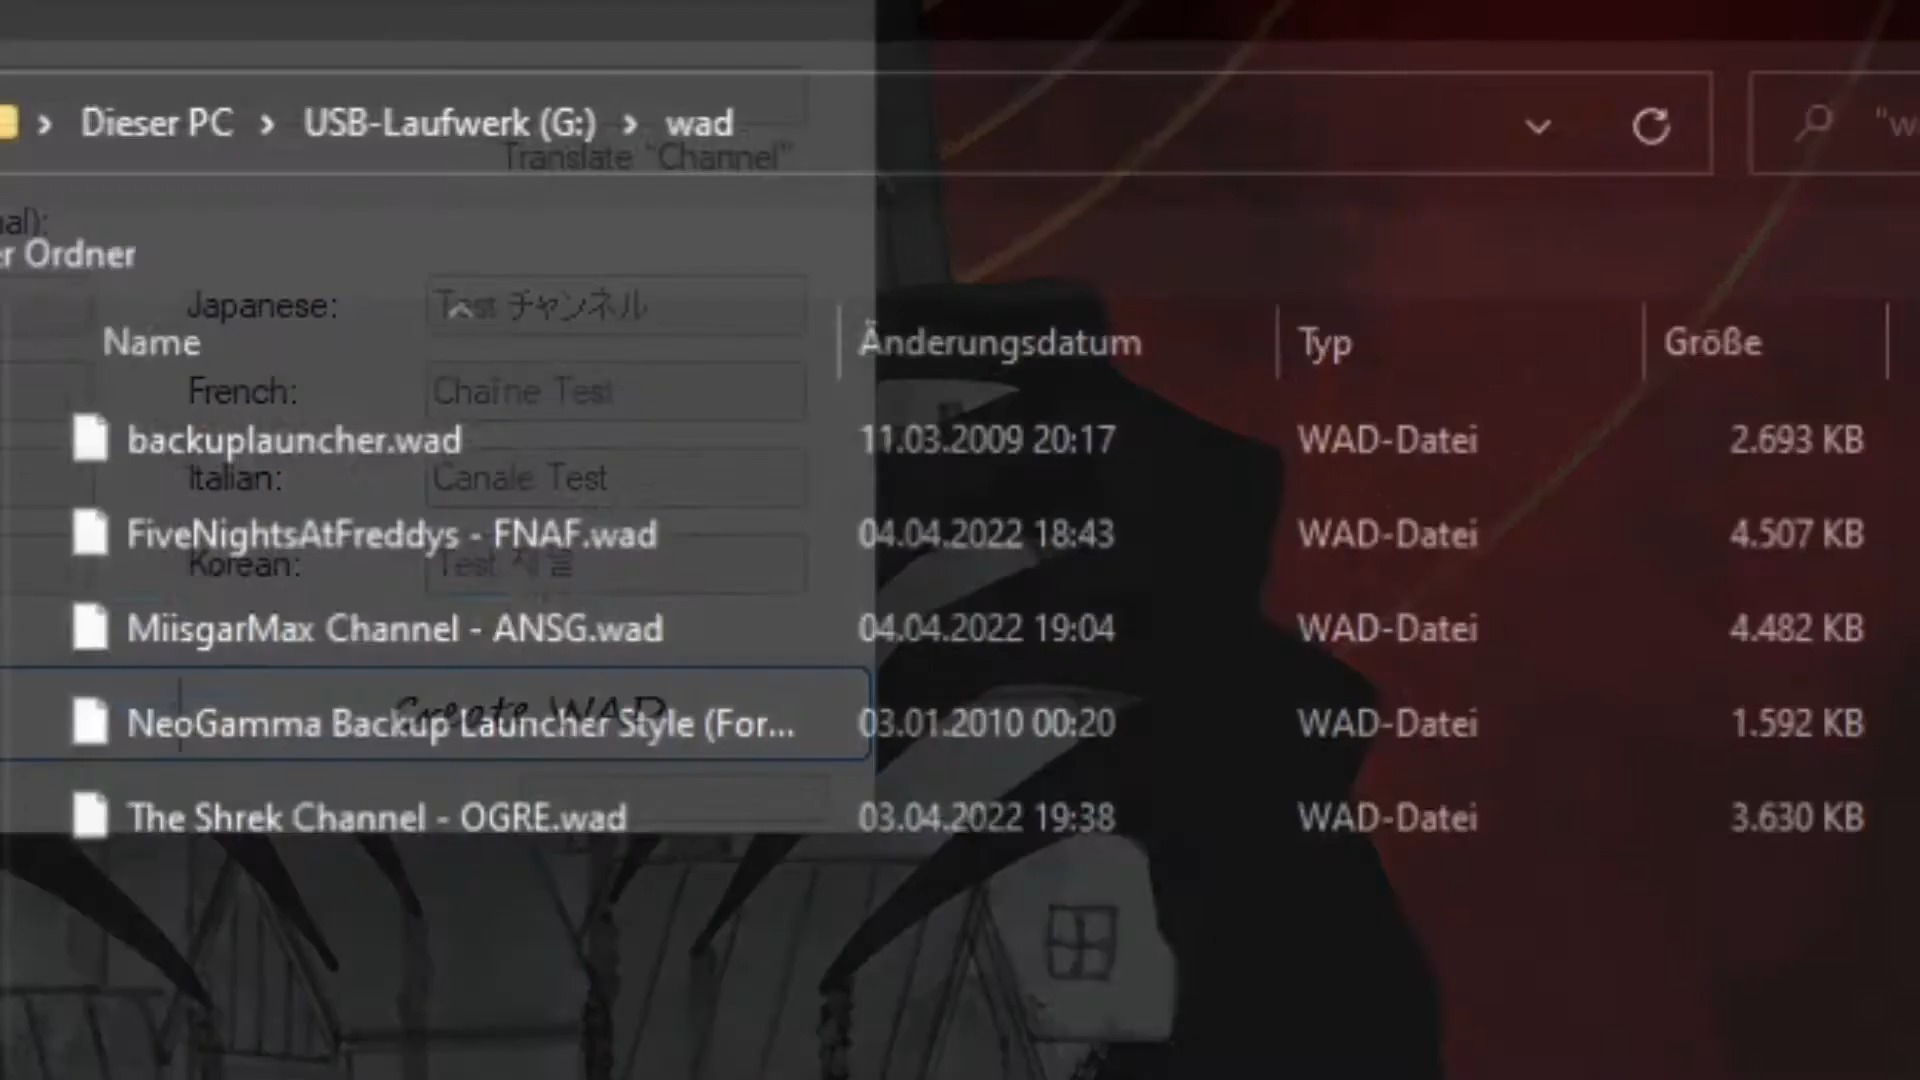 Dieser PC > USB-Laufwerk (G:) > wad
"w
Translate "Channel"
al):
er Ordner
Japanese: Test チャンネル
Name Änderungsdatum Typ Größe
French: Chaîne Test
backuplauncher.wad 11.03.2009 20:17 WAD-Datei 2.693 KB
Italian: Canale Test
FiveNightsAtFreddys - FNAF.wad 04.04.2022 18:43 WAD-Datei 4.507 KB
Korean: Test 채널
MiisgarMax Channel - ANSG.wad 04.04.2022 19:04 WAD-Datei 4.482 KB
Create WAD
NeoGamma Backup Launcher Style (For... 03.01.2010 00:20 WAD-Datei 1.592 KB
The Shrek Channel - OGRE.wad 03.04.2022 19:38 WAD-Datei 3.630 KB